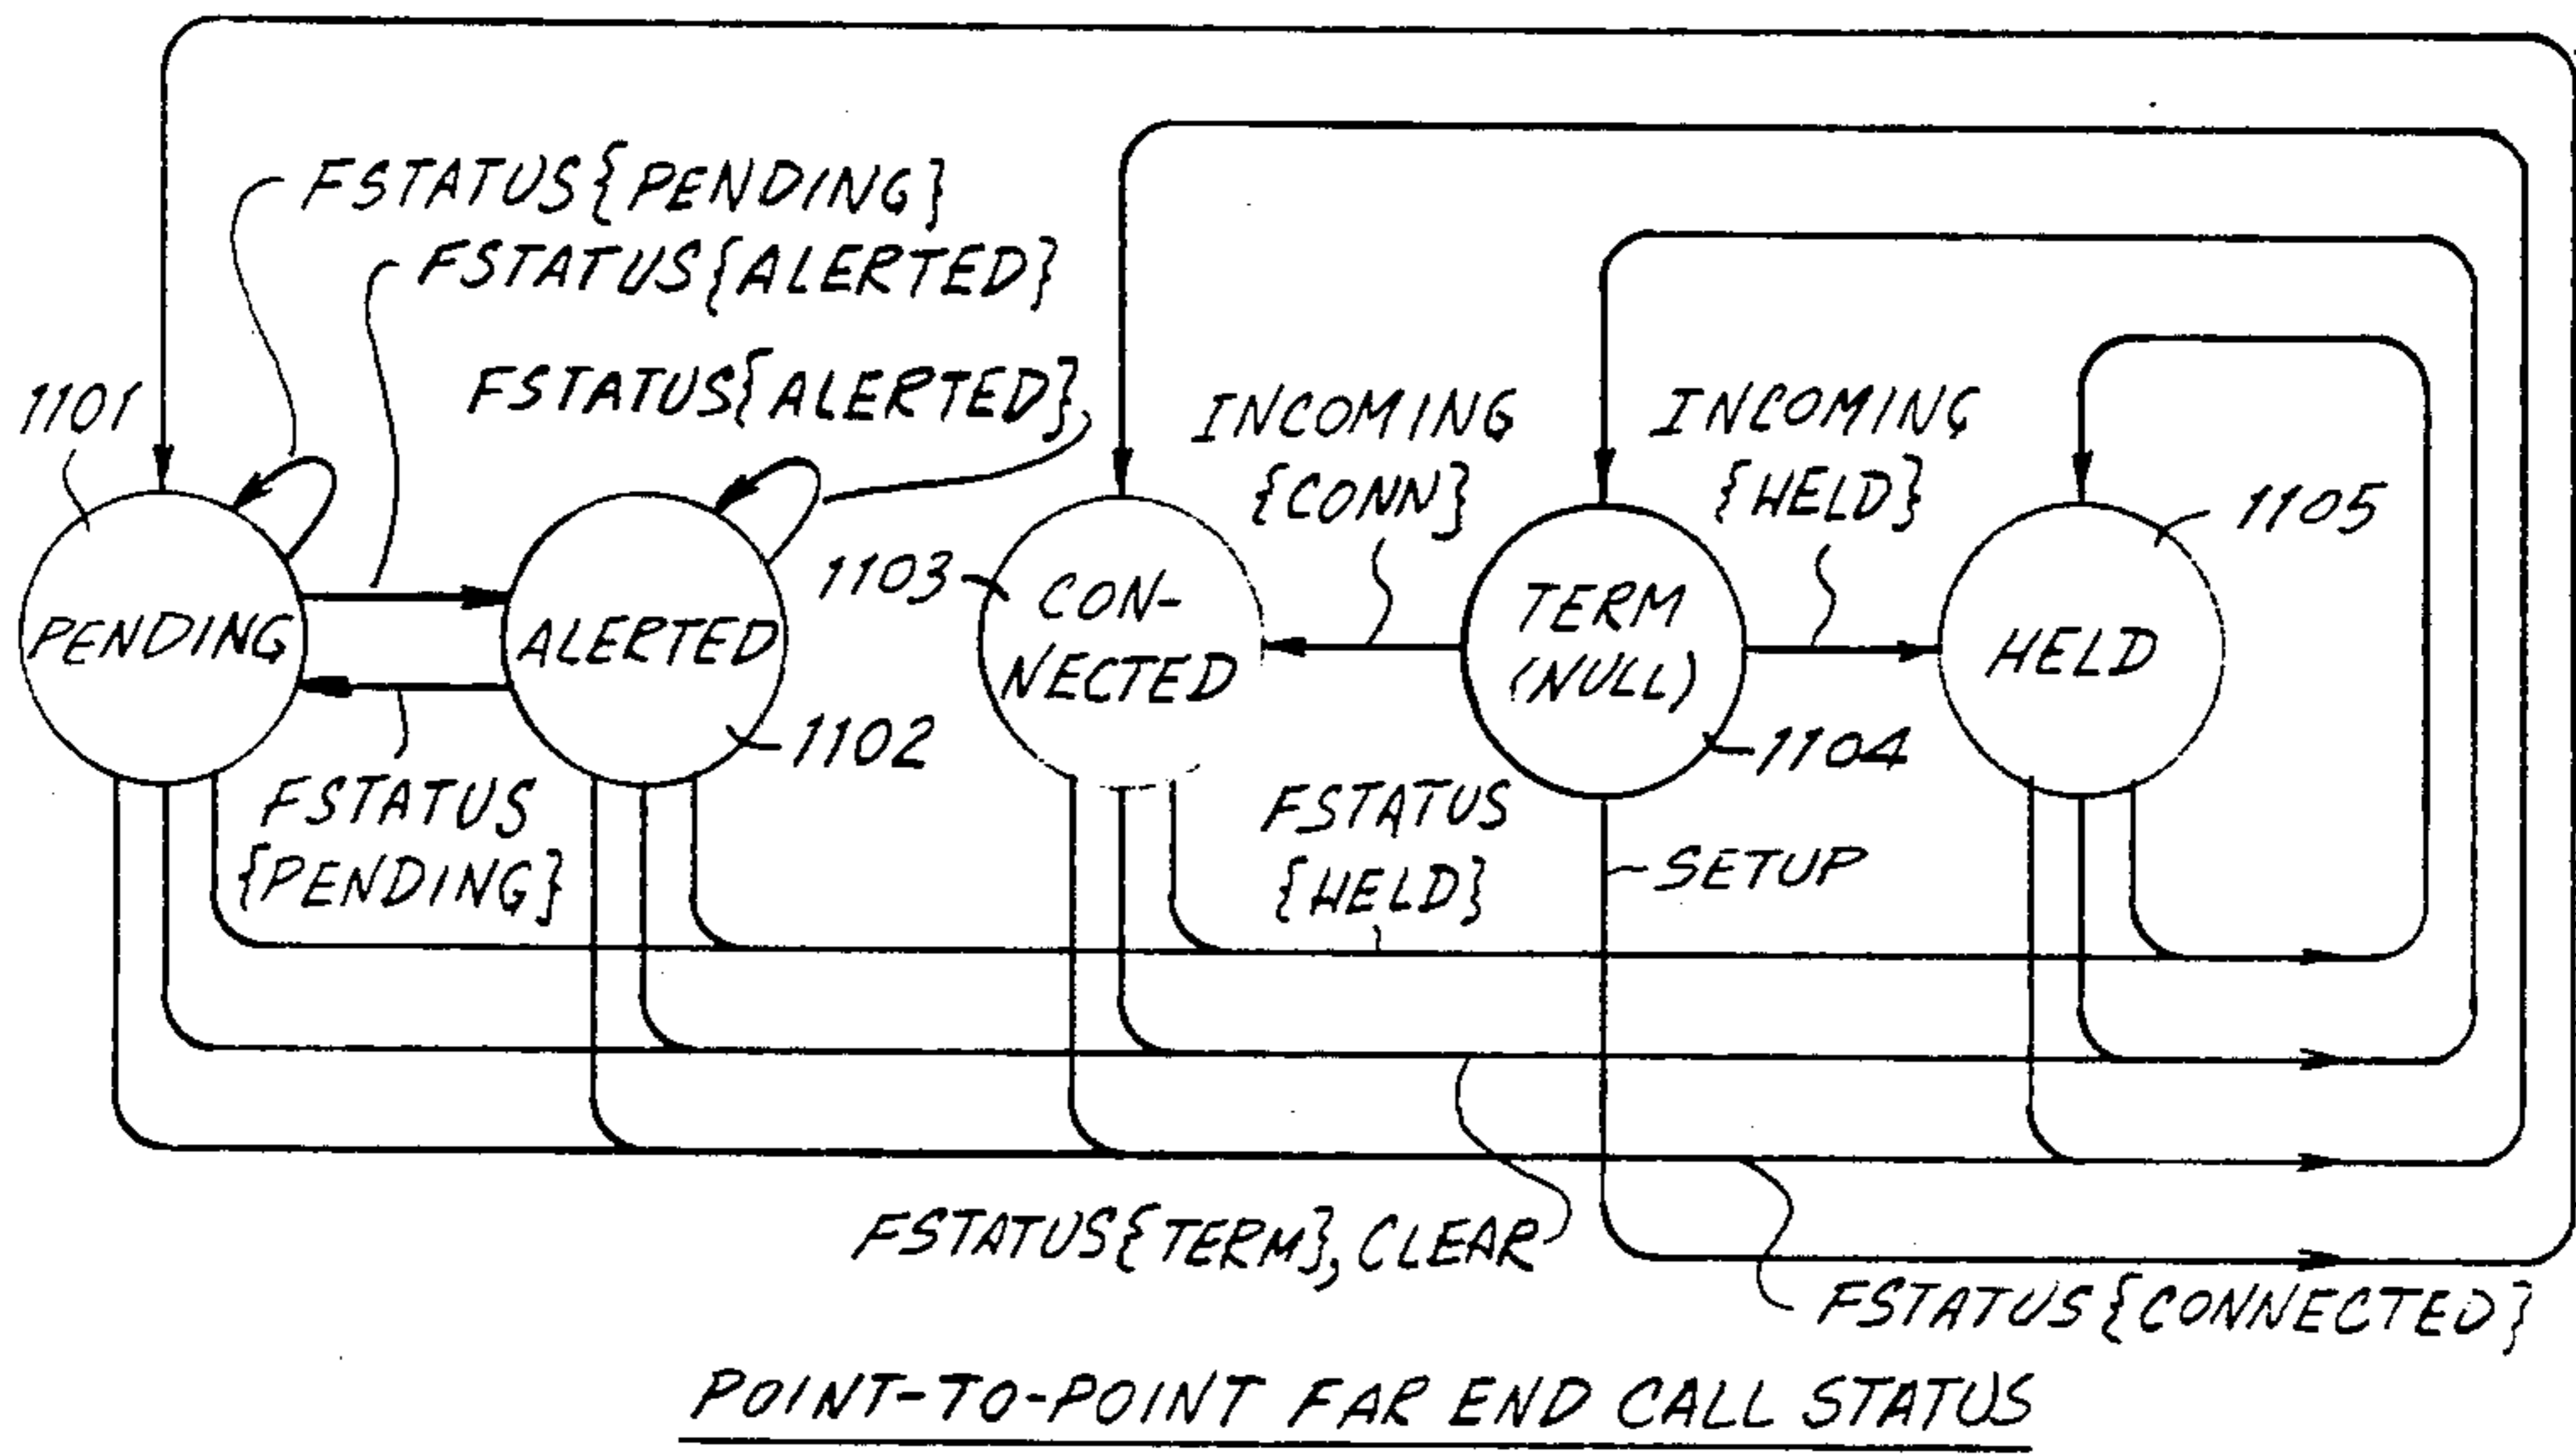 FSTATUS{PENDING}
FSTATUS{ALERTED}
FSTATUS{ALERTED},
1101
INCOMING
{CONN}
INCOMING
{HELD}
1105
1103
PENDING
ALERTED
CON-
NECTED
TERM
(NULL)
HELD
1102
1104
FSTATUS
{PENDING}
FSTATUS
{HELD}
SETUP
FSTATUS{TERM}, CLEAR
FSTATUS{CONNECTED}
POINT-TO-POINT FAR END CALL STATUS